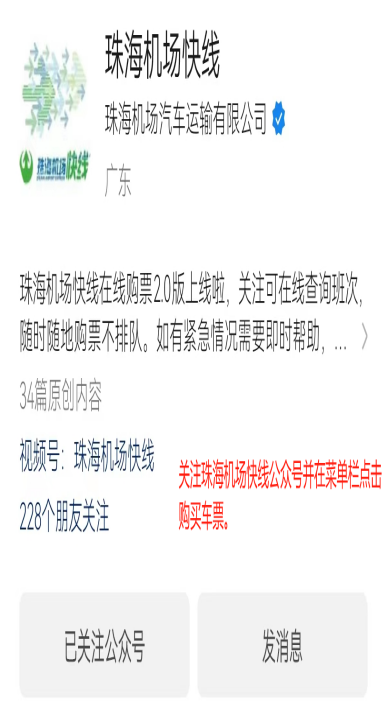 珠海机场快线
珠海机场汽车运输有限公司
珠海机场快线
广东
珠海机场快线在线购票2.0版上线啦，关注可在线查询班次，
随时随地购票不排队。如有紧急情况需要即时帮助，...
34篇原创内容
视频号：珠海机场快线
关注珠海机场快线公众号并在菜单栏点击
购买车票。
228个朋友关注
已关注公众号
发消息